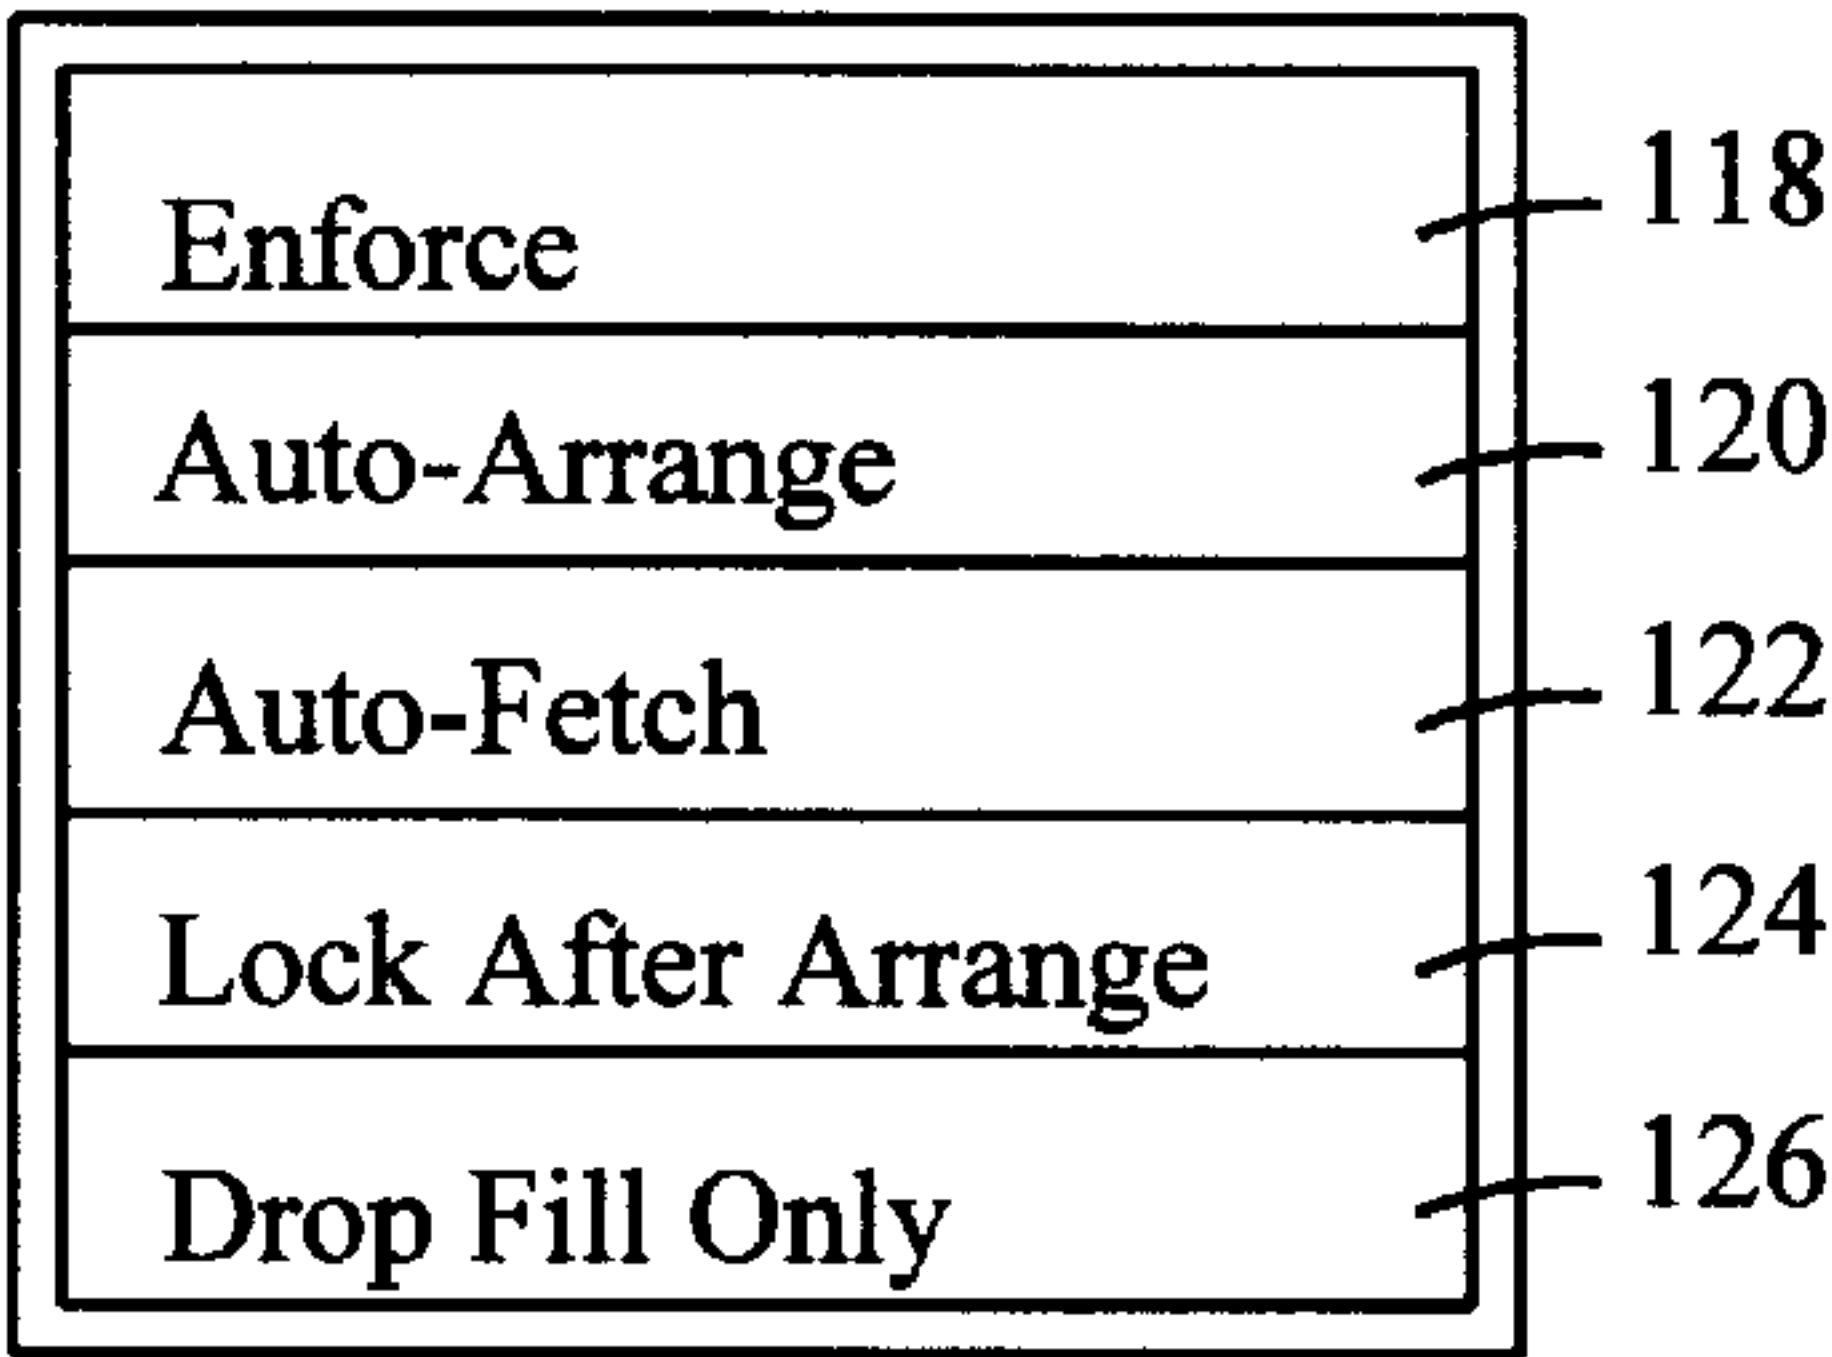 Enforce 118
Auto-Arrange 120
Auto-Fetch 122
Lock After Arrange 124
Drop Fill Only 126